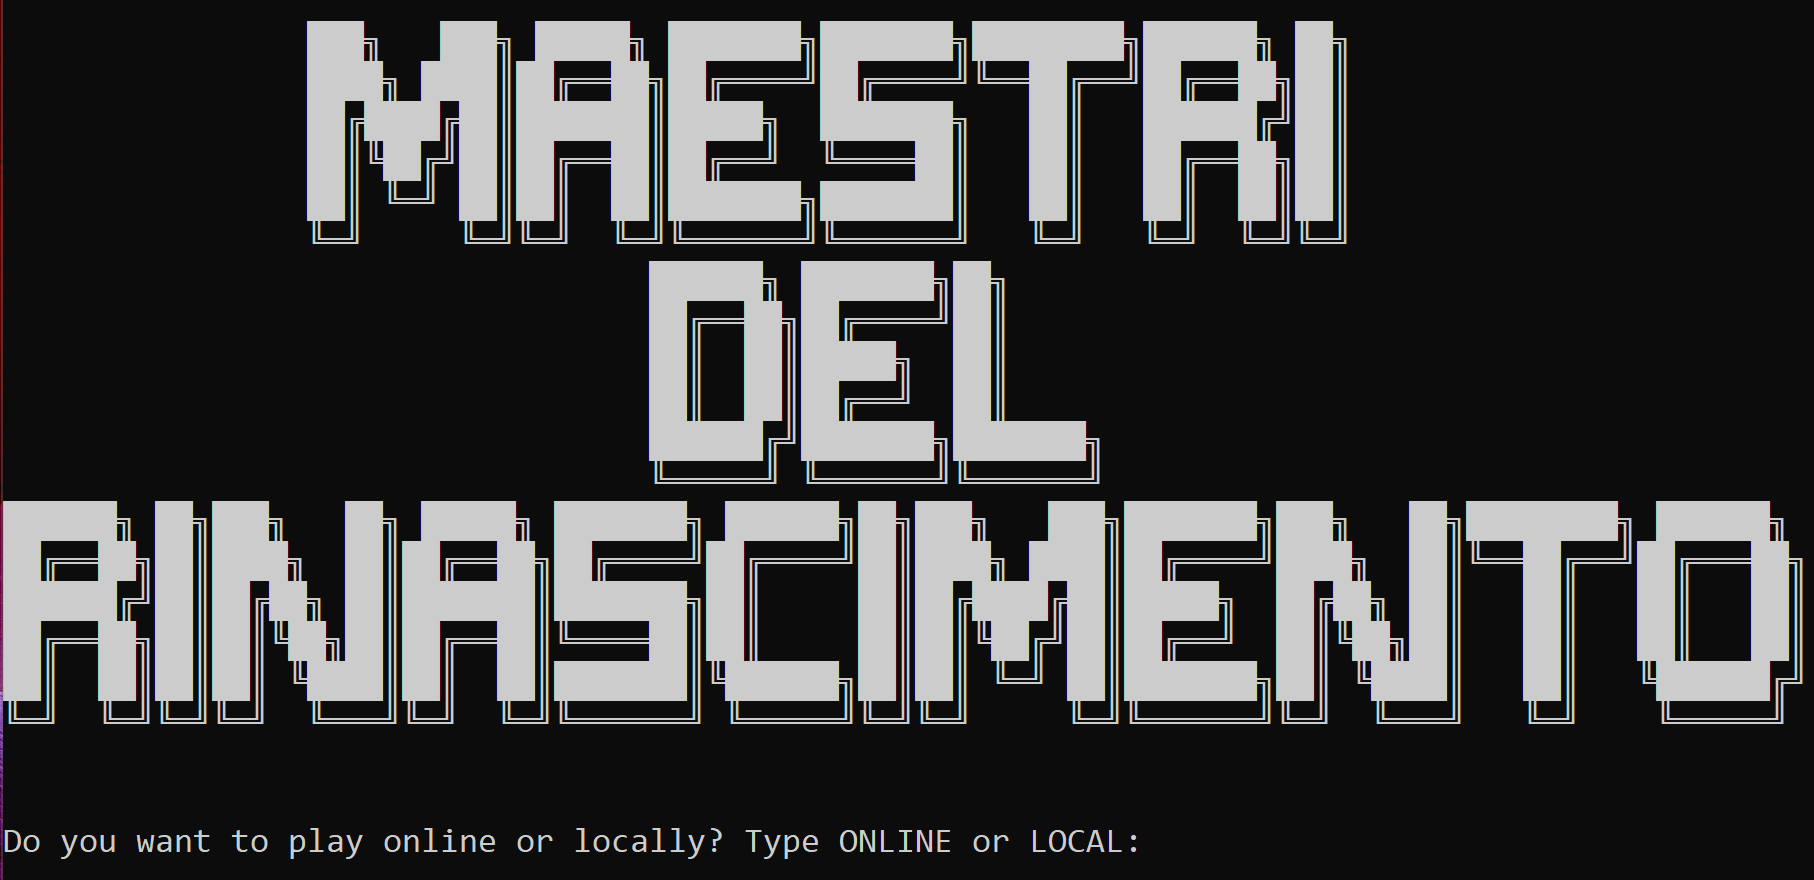 MAESTRI
DEL
RINASCIMENTO
Do you want to play online or locally? Type ONLINE or LOCAL: